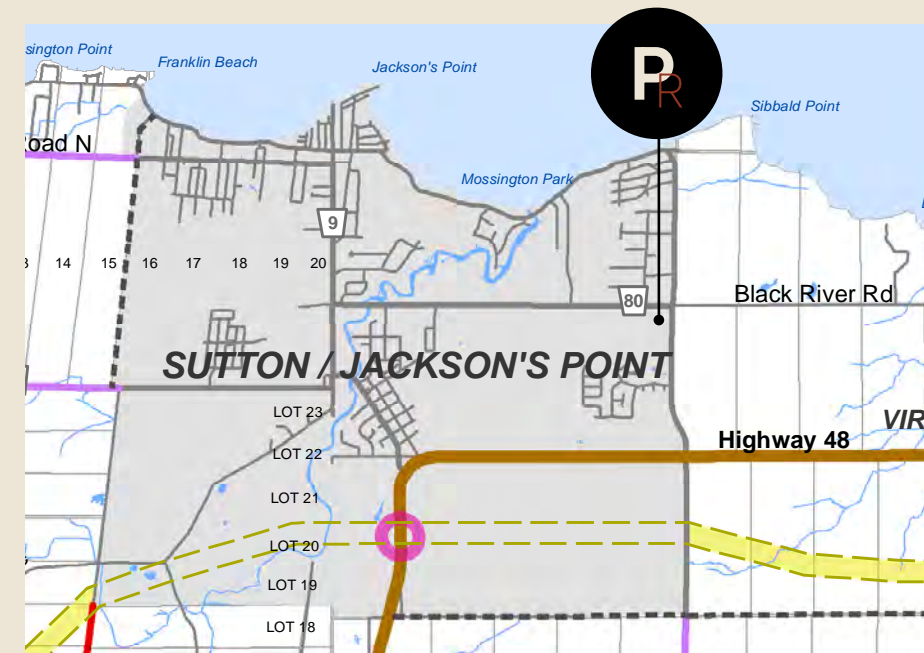 sington Point
Franklin Beach
Jackson's Point
PR
Sibbald Point
Road N
Mossington Park
9
14
15
16
17
18
19
20
80
Black River Rd
SUTTON / JACKSON'S POINT
LOT 23
VIR
Highway 48
LOT 22
LOT 21
LOT 20
LOT 19
LOT 18